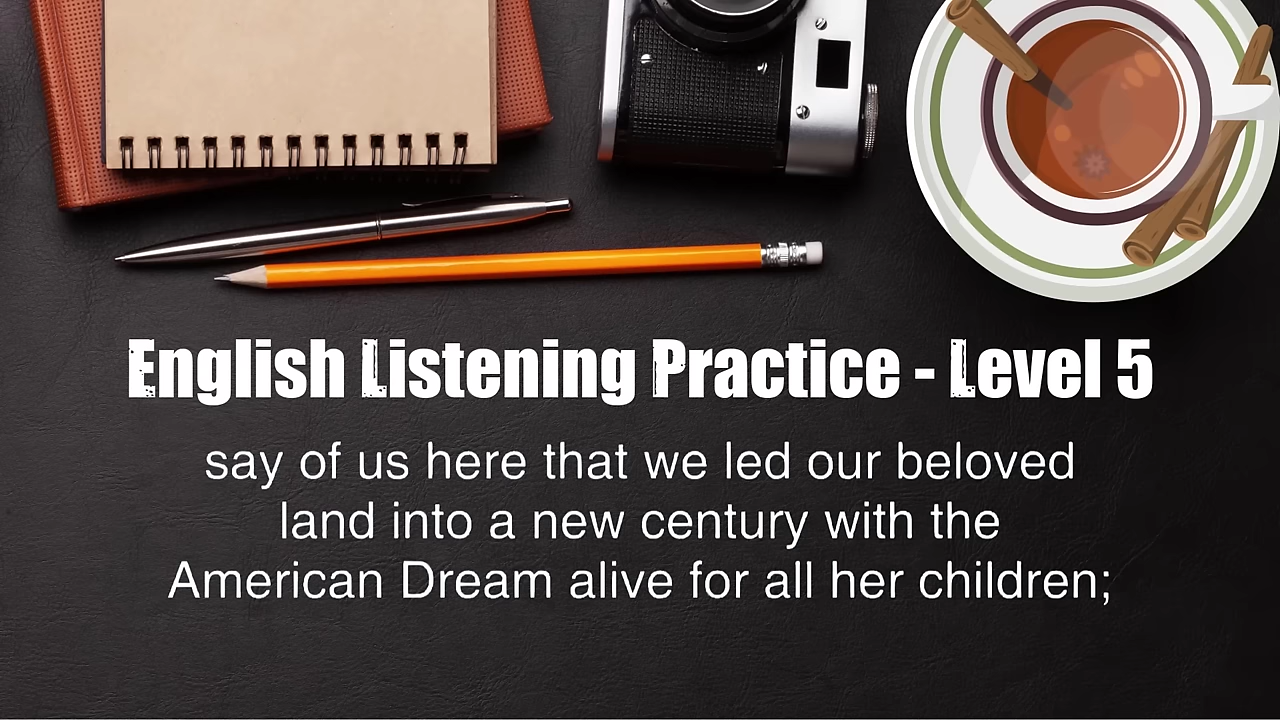 English Listening Practice - Level 5
say of us here that we led our beloved
land into a new century with the
American Dream alive for all her children;